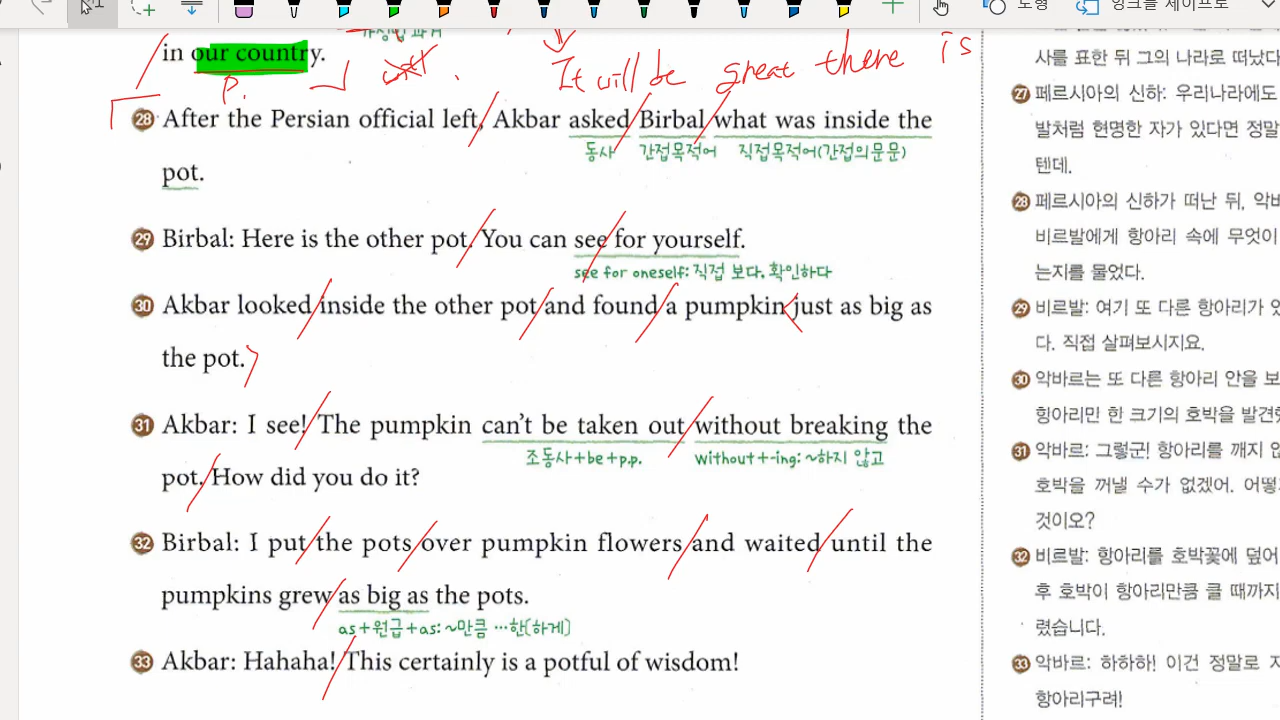 도형
잉크를 셰이프로
in our country.
p.
It will be great there is
28 After the Persian official left, Akbar asked Birbal what was inside the
동사 간접목적어 직접목적어(간접의문문)
pot.
29 Birbal: Here is the other pot. You can see for yourself.
see for oneself: 직접 보다, 확인하다
30 Akbar looked inside the other pot and found a pumpkin just as big as
the pot.
31 Akbar: I see! The pumpkin can't be taken out without breaking the
조동사+be+p.p. without+-ing: ~하지 않고
pot. How did you do it?
32 Birbal: I put the pots over pumpkin flowers and waited until the
pumpkins grew as big as the pots.
as+원급+as: ~만큼 …한[하게]
33 Akbar: Hahaha! This certainly is a potful of wisdom!
사를 표한 뒤 그의 나라로 떠났다
27 페르시아의 신하: 우리나라에도
발처럼 현명한 자가 있다면 정말
텐데.
28 페르시아의 신하가 떠난 뒤, 악바
비르발에게 항아리 속에 무엇이
는지를 물었다.
29 비르발: 여기 또 다른 항아리가 있
다. 직접 살펴보시지요.
30 악바르는 또 다른 항아리 안을 보
항아리만 한 크기의 호박을 발견
31 악바르: 그렇군! 항아리를 깨지 않
호박을 꺼낼 수가 없겠어. 어떻
것이오?
32 비르발: 항아리를 호박꽃에 덮어
후 호박이 항아리만큼 클 때까지
렸습니다.
33 악바르: 하하하! 이건 정말로 지
항아리구려!